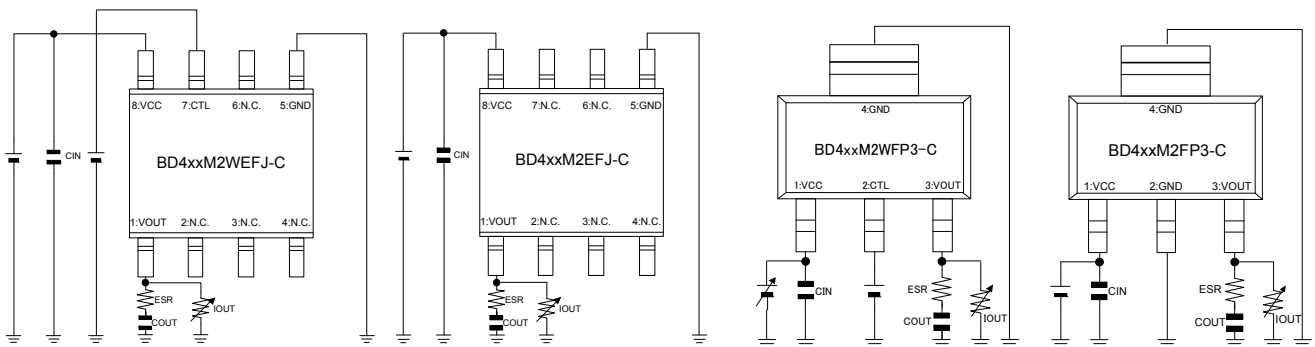 8:VCC 7:CTL 6:N.C. 5:GND
CIN
BD4xxM2WEFJ-C
1:VOUT 2:N.C. 3:N.C. 4:N.C.
ESR
IOUT
COUT
8:VCC 7:N.C. 6:N.C. 5:GND
CIN
BD4xxM2EFJ-C
1:VOUT 2:N.C. 3:N.C. 4:N.C.
ESR
IOUT
COUT
4:GND
BD4xxM2WFP3-C
1:VCC 2:CTL 3:VOUT
CIN
ESR
COUT
IOUT
4:GND
BD4xxM2FP3-C
1:VCC 2:GND 3:VOUT
CIN
ESR
COUT
IOUT